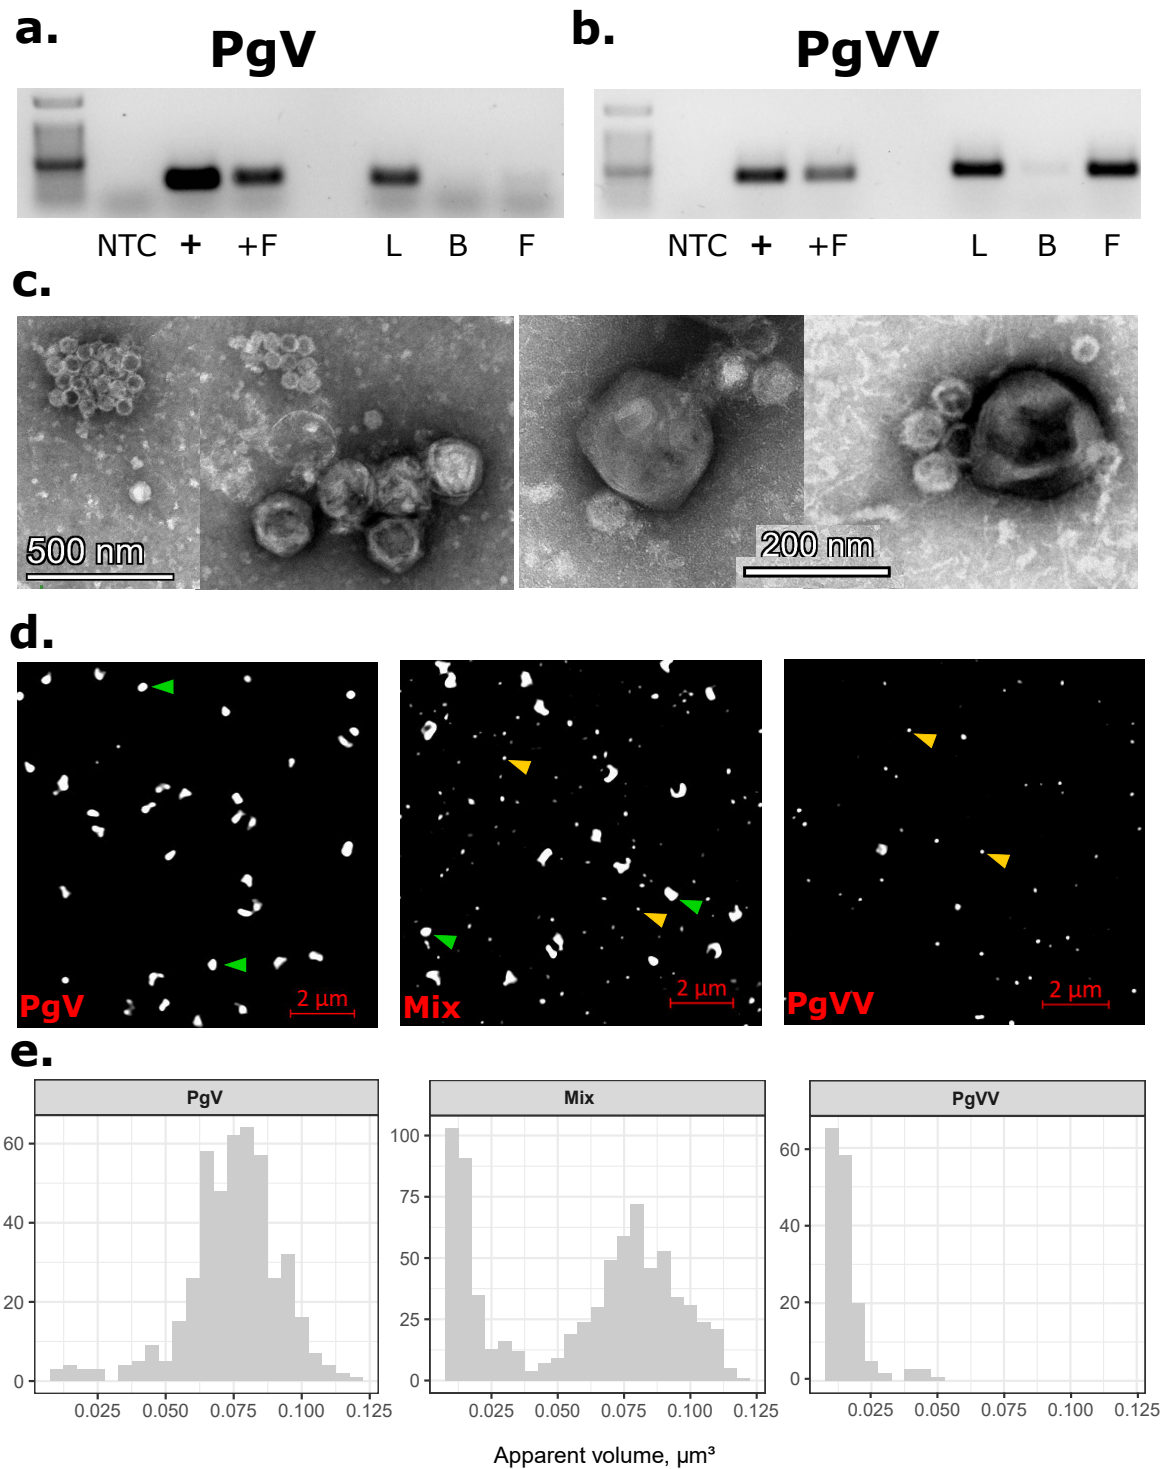 a.
PgV
NTC + +F L B F
b.
PgVV
NTC + +F L B F
c.
500 nm
200 nm
d.
PgV
2 µm
Mix
2 µm
PgVV
2 µm
e.
PgV
60
40
20
0
0.025 0.050 0.075 0.100 0.125
Mix
100
75
50
25
0
0.025 0.050 0.075 0.100 0.125
PgVV
60
40
20
0
0.025 0.050 0.075 0.100 0.125
Apparent volume, µm³